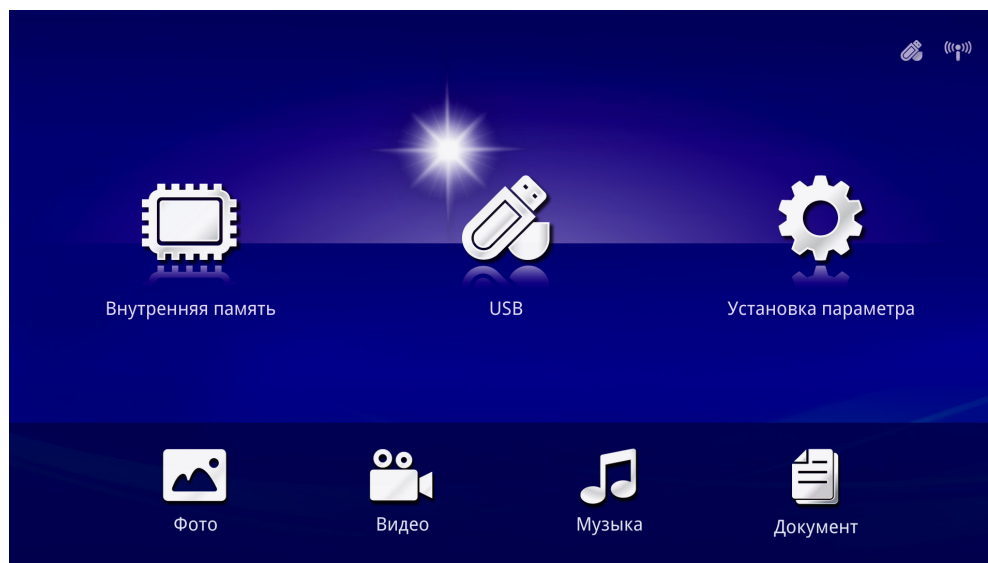 Внутренняя память
USB
Установка параметра
Фото
Видео
Музыка
Документ